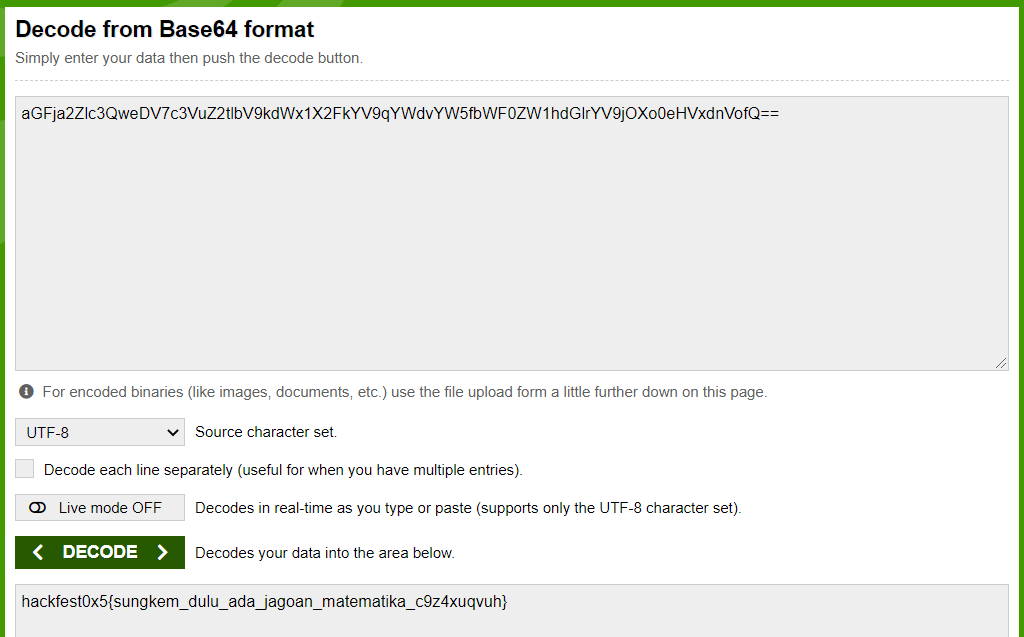 Decode from Base64 format
Simply enter your data then push the decode button.
aGFja2Zlc3QweDV7c3VuZ2tlbV9kdWx1X2FkYV9qYWdvYW5fbWF0ZW1hdGlrYV9jOXo0eHVxdnVofQ==
For encoded binaries (like images, documents, etc.) use the file upload form a little further down on this page.
UTF-8 Source character set.
Decode each line separately (useful for when you have multiple entries).
Live mode OFF Decodes in real-time as you type or paste (supports only the UTF-8 character set).
DECODE Decodes your data into the area below.
hackfest0x5{sungkem_dulu_ada_jagoan_matematika_c9z4xuqvuh}